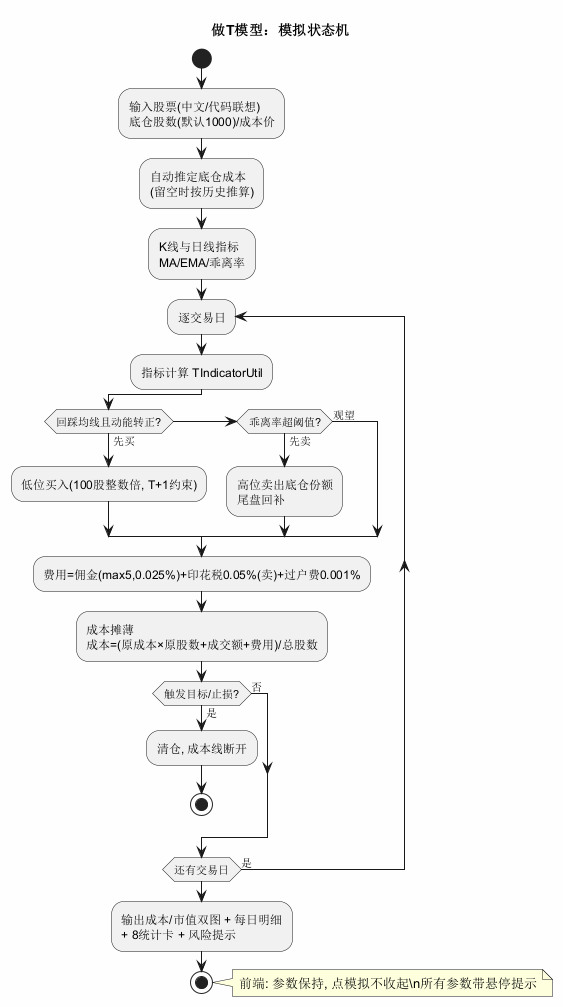 做T模型：模拟状态机
输入股票(中文/代码联想)
底仓股数(默认1000)/成本价
自动推定底仓成本
(留空时按历史推算)
K线与日线指标
MA/EMA/乖离率
逐交易日
指标计算 TIndicatorUtil
回踩均线且动能转正?
乖离率超阈值?
观望
先买
先卖
低位买入(100股整数倍, T+1约束)
高位卖出底仓份额
尾盘回补
费用=佣金(max5,0.025%)+印花税0.05%(卖)+过户费0.001%
成本摊薄
成本=(原成本×原股数+成交额+费用)/总股数
触发目标/止损?
否
是
清仓, 成本线断开
还有交易日
是
输出成本/市值双图 + 每日明细
+ 8统计卡 + 风险提示
前端: 参数保持, 点模拟不收起\n所有参数带悬停提示